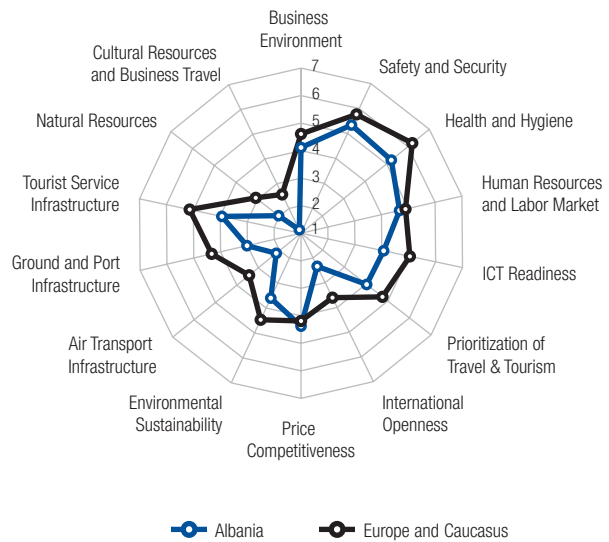 Business
Environment
Safety and Security
Health and Hygiene
Human Resources
and Labor Market
ICT Readiness
Prioritization of
Travel & Tourism
International
Openness
Price
Competitiveness
Environmental
Sustainability
Air Transport
Infrastructure
Ground and Port
Infrastructure
Tourist Service
Infrastructure
Natural Resources
Cultural Resources
and Business Travel
7
6
5
4
3
2
1
Albania
Europe and Caucasus